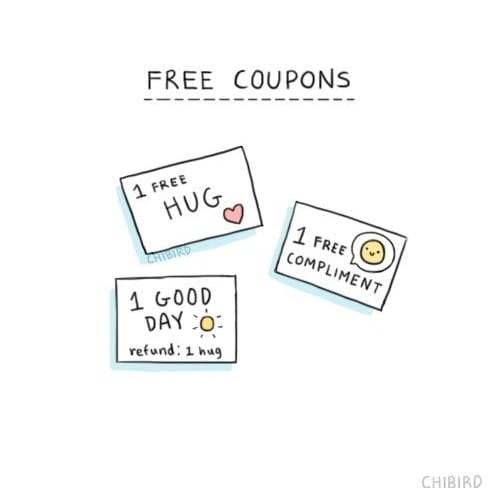 FREE COUPONS
1 FREE
HUG
CHIBIRD
1 FREE
COMPLIMENT
1 GOOD
DAY
refund: 1 hug
CHIBIRD